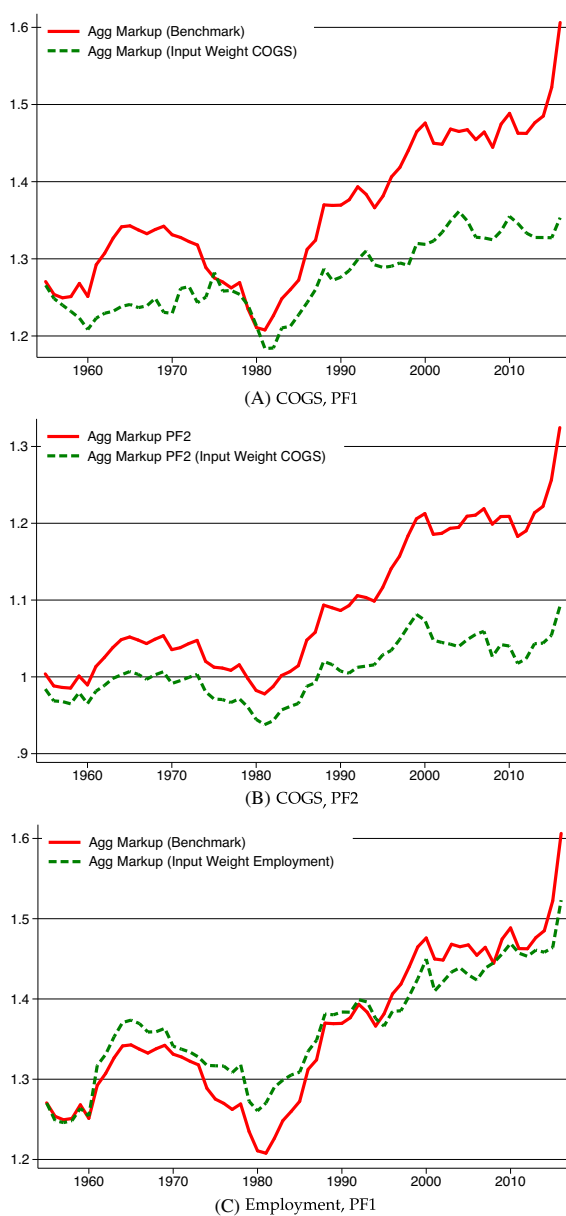 1.6
Agg Markup (Benchmark)
Agg Markup (Input Weight COGS)
1.5
1.4
1.3
1.2
1960 1970 1980 1990 2000 2010
(A) COGS, PF1
Agg Markup PF2
1.3
Agg Markup PF2 (Input Weight COGS)
1.2
1.1
1
.9
1960 1970 1980 1990 2000 2010
(B) COGS, PF2
1.6
Agg Markup (Benchmark)
Agg Markup (Input Weight Employment)
1.5
1.4
1.3
1.2
1960 1970 1980 1990 2000 2010
(C) Employment, PF1